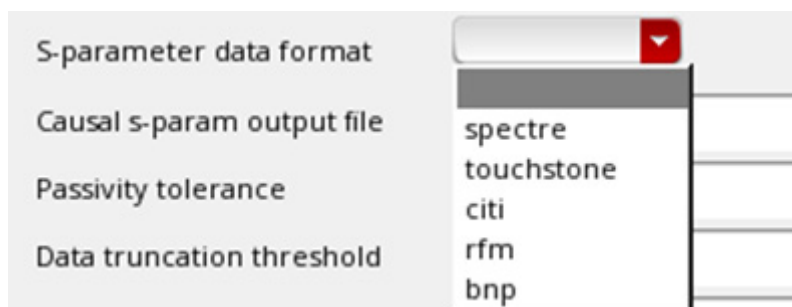 S-parameter data format
spectre
Causal s-param output file
touchstone
Passivity tolerance
citi
rfm
Data truncation threshold
bnp